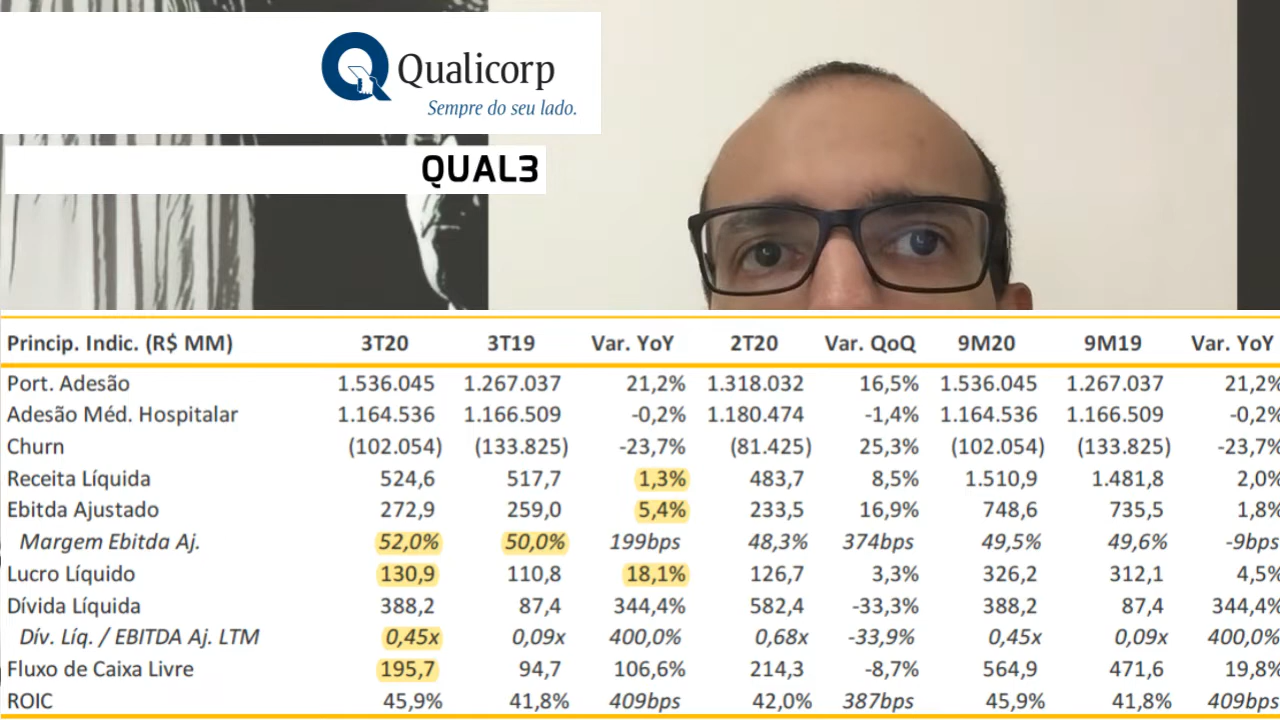 Qualicorp
Sempre do seu lado.
QUAL3
Princip. Indic. (R$ MM) 3T20 3T19 Var. YoY 2T20 Var. QoQ 9M20 9M19 Var. YoY
Port. Adesão 1.536.045 1.267.037 21,2% 1.318.032 16,5% 1.536.045 1.267.037 21,2%
Adesão Méd. Hospitalar 1.164.536 1.166.509 -0,2% 1.180.474 -1,4% 1.164.536 1.166.509 -0,2%
Churn (102.054) (133.825) -23,7% (81.425) 25,3% (102.054) (133.825) -23,7%
Receita Líquida 524,6 517,7 1,3% 483,7 8,5% 1.510,9 1.481,8 2,0%
Ebitda Ajustado 272,9 259,0 5,4% 233,5 16,9% 748,6 735,5 1,8%
Margem Ebitda Aj. 52,0% 50,0% 199bps 48,3% 374bps 49,5% 49,6% -9bps
Lucro Líquido 130,9 110,8 18,1% 126,7 3,3% 326,2 312,1 4,5%
Dívida Líquida 388,2 87,4 344,4% 582,4 -33,3% 388,2 87,4 344,4%
Dív. Líq. / EBITDA Aj. LTM 0,45x 0,09x 400,0% 0,68x -33,9% 0,45x 0,09x 400,0%
Fluxo de Caixa Livre 195,7 94,7 106,6% 214,3 -8,7% 564,9 471,6 19,8%
ROIC 45,9% 41,8% 409bps 42,0% 387bps 45,9% 41,8% 409bps